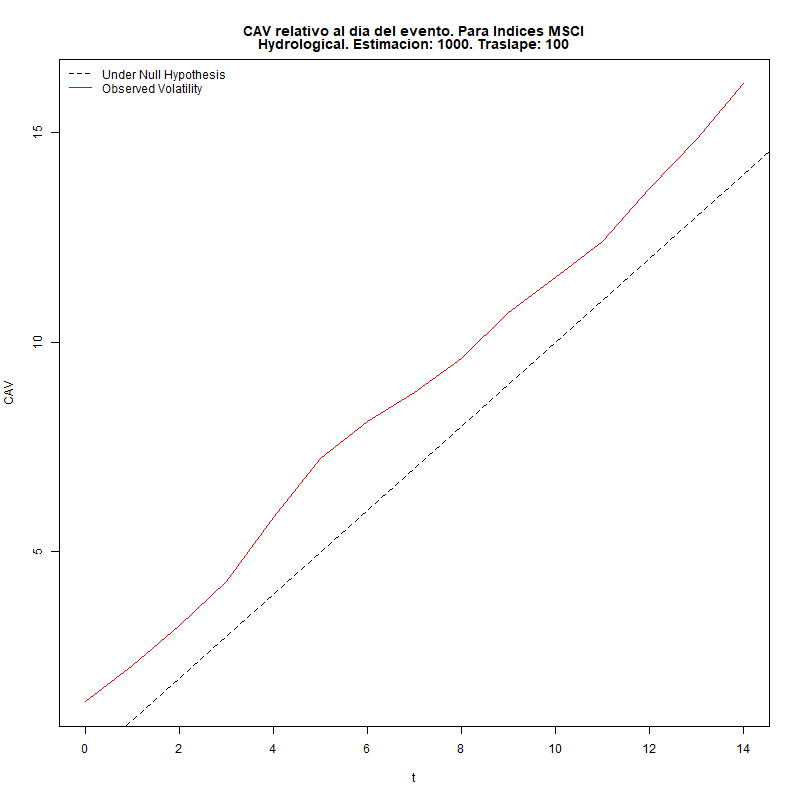 CAV relativo al dia del evento. Para Indices MSCI
Hydrological. Estimacion: 1000. Traslape: 100
Under Null Hypothesis
Observed Volatility
15
10
5
CAV
0 2 4 6 8 10 12 14
t